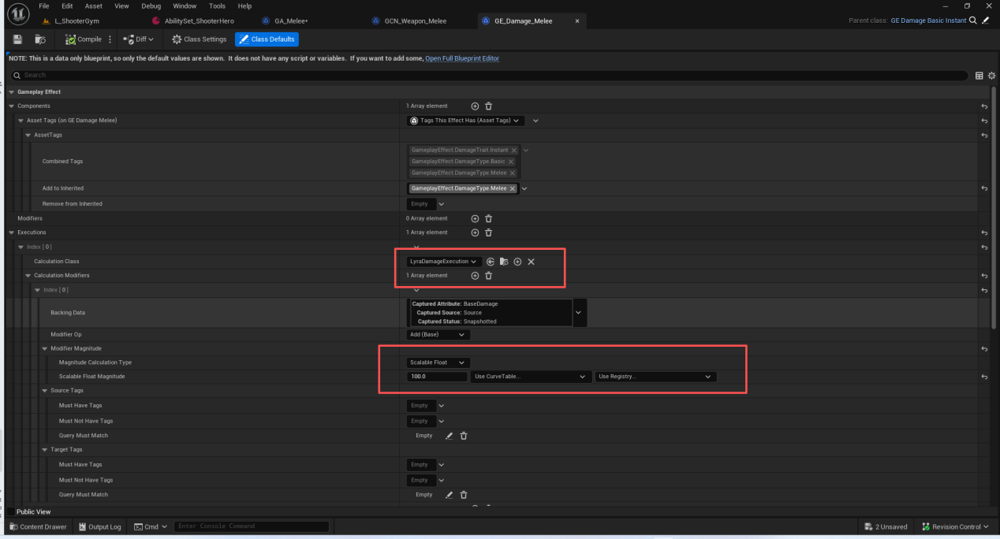 File Edit Asset View Debug Window Tools Help
L_ShooterGym AbilitySet_ShooterHero GA_Melee* GCN_Weapon_Melee GE_Damage_Melee Parent class: GE Damage Basic Instant
Compile Diff Class Settings Class Defaults
NOTE: This is a data only blueprint, so only the default values are shown. It does not have any script or variables. If you want to add some, Open Full Blueprint Editor
Search
Gameplay Effect
Components 1 Array element
Asset Tags (on GE Damage Melee) Tags This Effect Has (Asset Tags)
AssetTags
GameplayEffect.DamageTrait.Instant
Combined Tags GameplayEffect.DamageType.Basic
GameplayEffect.DamageType.Melee
Add to Inherited GameplayEffect.DamageType.Melee
Remove from Inherited Empty
Modifiers 0 Array element
Executions 1 Array element
Index [ 0 ]
Calculation Class LyraDamageExecution
Calculation Modifiers 1 Array element
Index [ 0 ]
Captured Attribute: BaseDamage
Backing Data Captured Source: Source
Captured Status: Snapshotted
Modifier Op Add (Base)
Modifier Magnitude
Magnitude Calculation Type Scalable Float
Scalable Float Magnitude 100.0 Use CurveTable... Use Registry...
Source Tags
Must Have Tags Empty
Must Not Have Tags Empty
Query Must Match Empty
Target Tags
Must Have Tags Empty
Must Not Have Tags Empty
Query Must Match Empty
Public View
Content Drawer Output Log Cmd Enter Console Command 2 Unsaved Revision Control